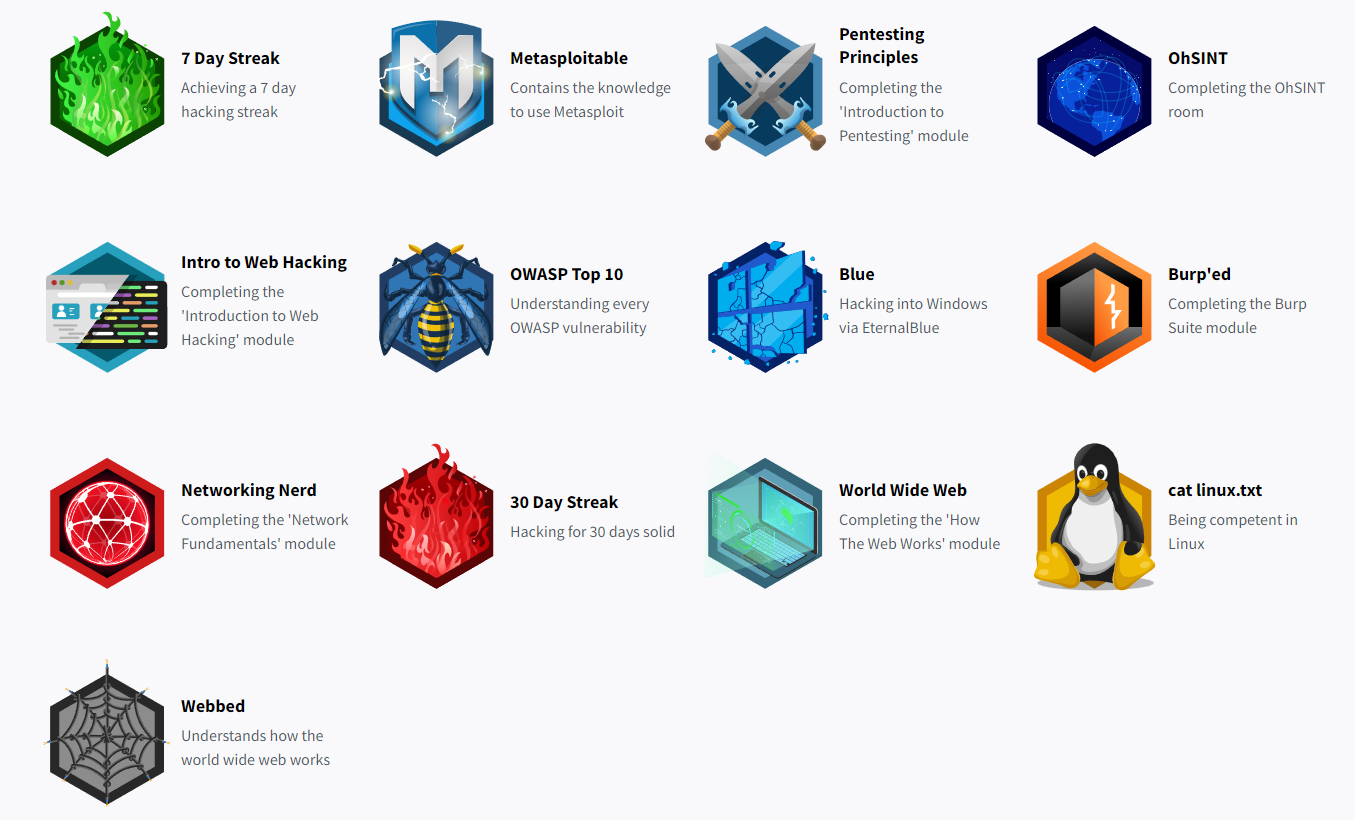 7 Day Streak
Achieving a 7 day
hacking streak
Metasploitable
Contains the knowledge
to use Metasploit
Pentesting
Principles
Completing the
'Introduction to
Pentesting' module
OhSINT
Completing the OhSINT
room
Intro to Web Hacking
Completing the
'Introduction to Web
Hacking' module
OWASP Top 10
Understanding every
OWASP vulnerability
Blue
Hacking into Windows
via EternalBlue
Burp'ed
Completing the Burp
Suite module
Networking Nerd
Completing the 'Network
Fundamentals' module
30 Day Streak
Hacking for 30 days solid
World Wide Web
Completing the 'How
The Web Works' module
cat linux.txt
Being competent in
Linux
Webbed
Understands how the
world wide web works